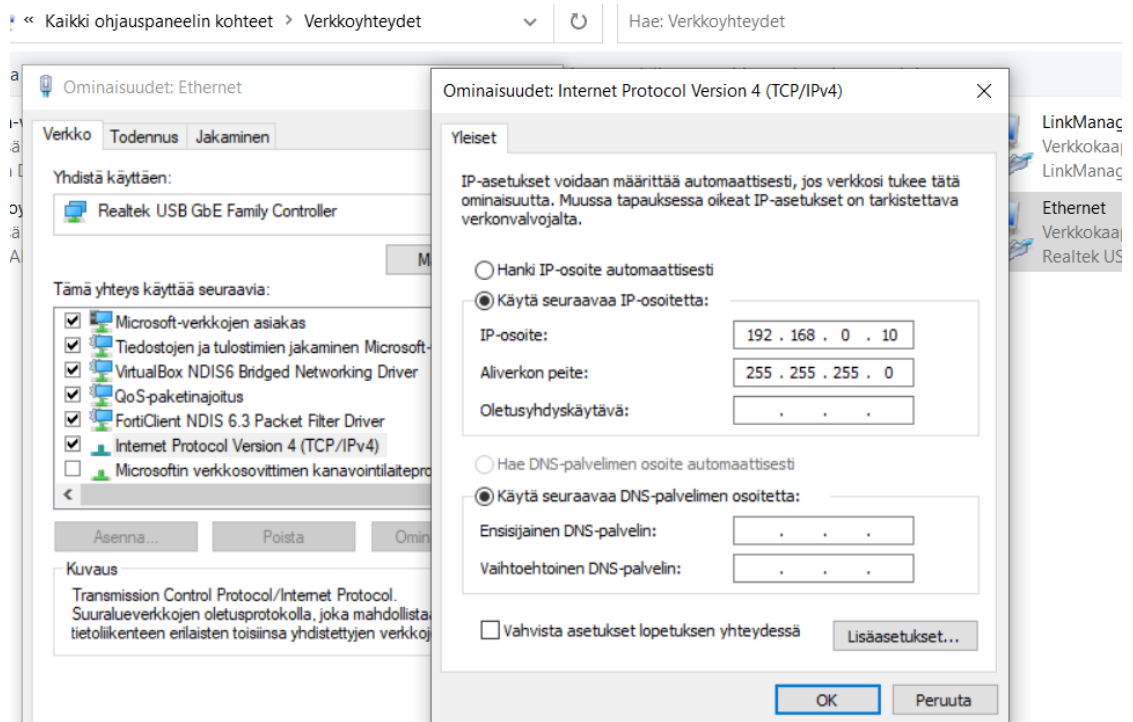 « Kaikki ohjauspaneelin kohteet > Verkkoyhteydet
Hae: Verkkoyhteydet
Ominaisuudet: Ethernet
Verkko Todennus Jakaminen
Yhdistä käyttäen:
Realtek USB GbE Family Controller
Tämä yhteys käyttää seuraavia:
Microsoft-verkkojen asiakas
Tiedostojen ja tulostimien jakaminen Microsoft-
VirtualBox NDIS6 Bridged Networking Driver
QoS-paketinajoitus
FortiClient NDIS 6.3 Packet Filter Driver
Internet Protocol Version 4 (TCP/IPv4)
Microsoftin verkkosovittimen kanavointilaitepro
Asenna... Poista Omin
Kuvaus
Transmission Control Protocol/Internet Protocol.
Suuralueverkkojen oletusprotokolla, joka mahdollistaa
tietoliikenteen erilaisten toisiinsa yhdistettyjen verkkoj
Ominaisuudet: Internet Protocol Version 4 (TCP/IPv4)
Yleiset
IP-asetukset voidaan määrittää automaattisesti, jos verkkosi tukee tätä
ominaisuutta. Muussa tapauksessa oikeat IP-asetukset on tarkistettava
verkonvalvojalta.
Hanki IP-osoite automaattisesti
Käytä seuraavaa IP-osoitetta:
IP-osoite: 192 . 168 . 0 . 10
Aliverkon peite: 255 . 255 . 255 . 0
Oletusyhdyskäytävä: . . .
Hae DNS-palvelimen osoite automaattisesti
Käytä seuraavaa DNS-palvelimen osoitetta:
Ensisijainen DNS-palvelin: . . .
Vaihtoehtoinen DNS-palvelin: . . .
Vahvista asetukset lopetuksen yhteydessä
Lisäasetukset...
OK Peruuta
LinkManag
Verkkokaap
LinkManag
Ethernet
Verkkokaap
Realtek US